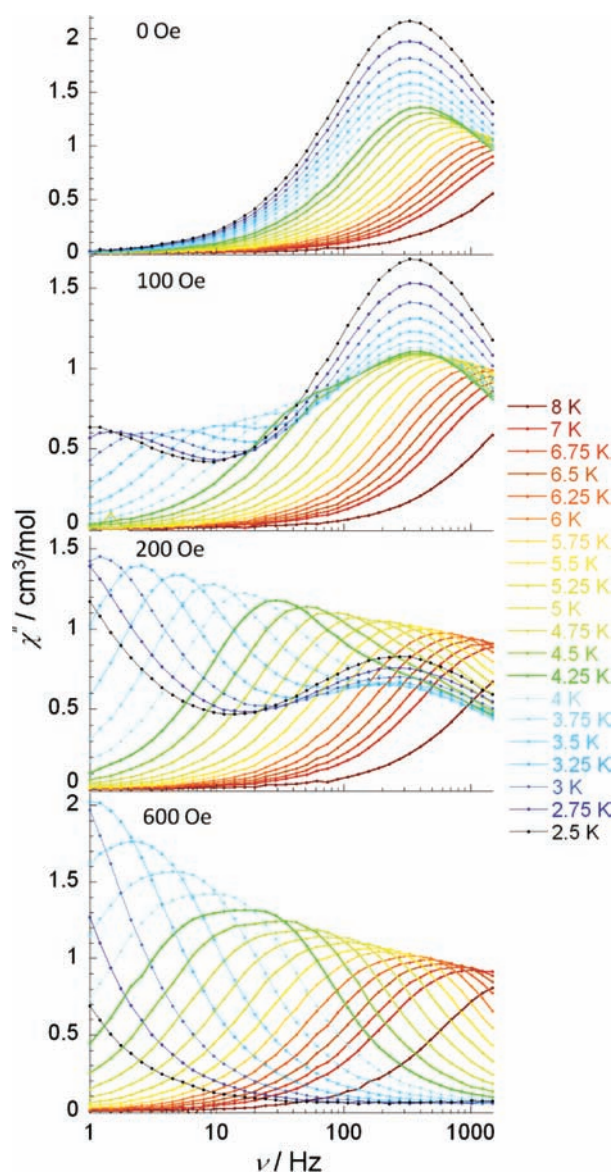 0 Oe
2
1.5
1
0.5
0
100 Oe
1.5
1
0.5
0
200 Oe
1.5
1
0.5
0
600 Oe
2
1.5
1
0.5
0
1 10 100 1000
χ" / cm³/mol
ν / Hz
8 K
7 K
6.75 K
6.5 K
6.25 K
6 K
5.75 K
5.5 K
5.25 K
5 K
4.75 K
4.5 K
4.25 K
4 K
3.75 K
3.5 K
3.25 K
3 K
2.75 K
2.5 K